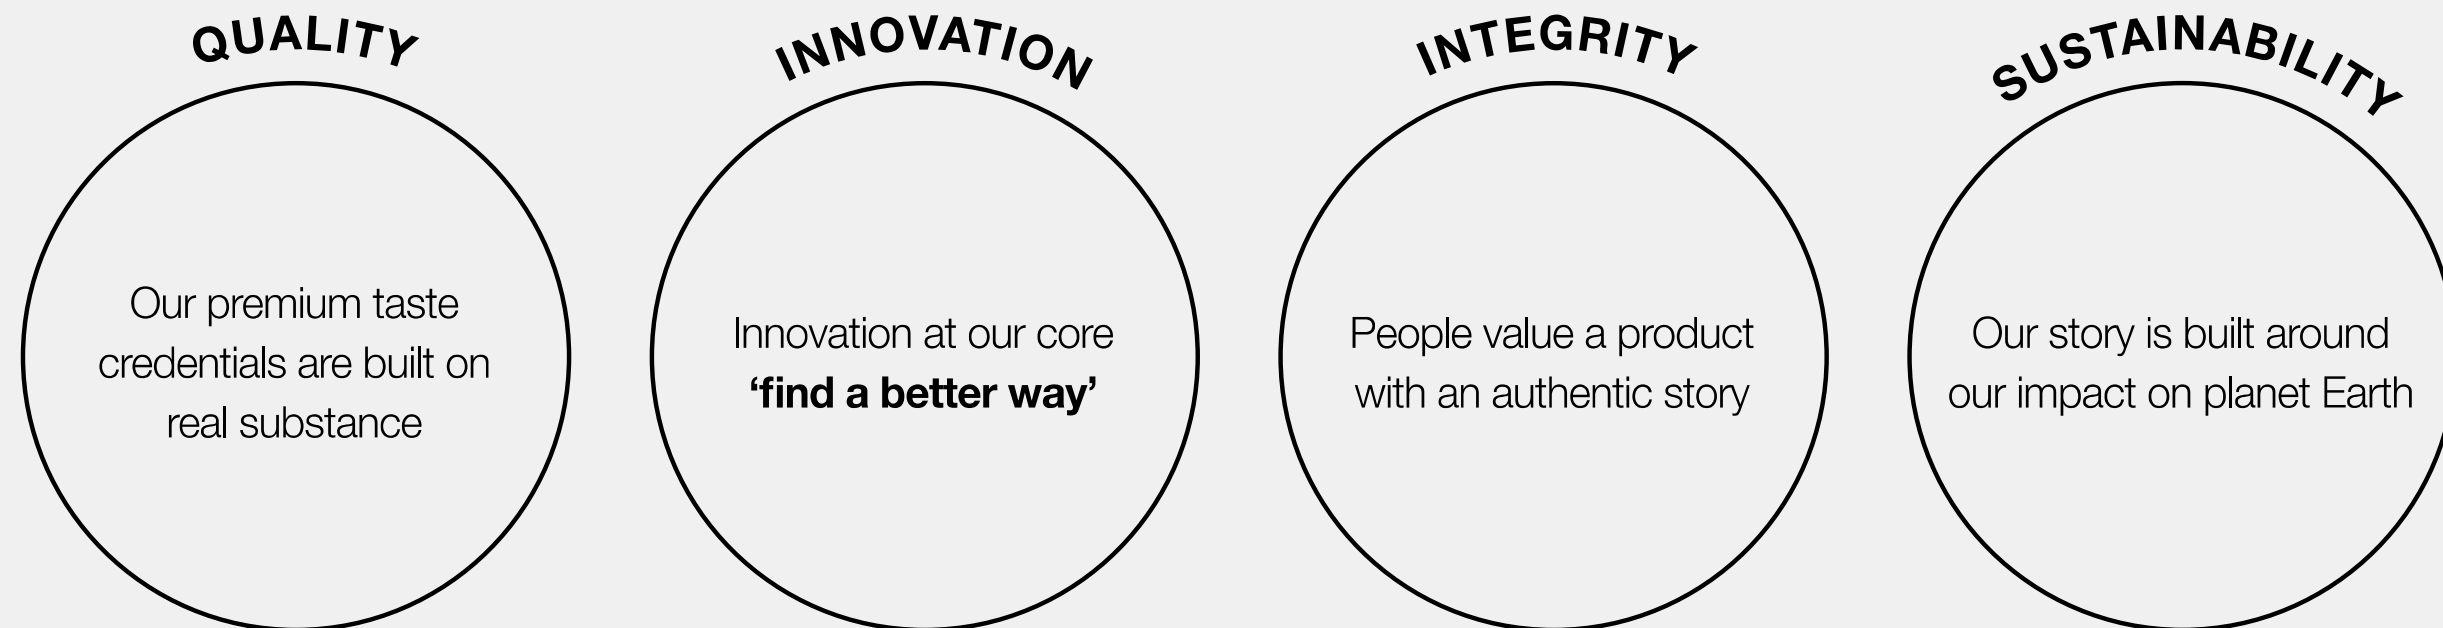 QUALITY
Our premium taste
credentials are built on
real substance
INNOVATION
Innovation at our core
‘find a better way’
INTEGRITY
People value a product
with an authentic story
SUSTAINABILITY
Our story is built around
our impact on planet Earth